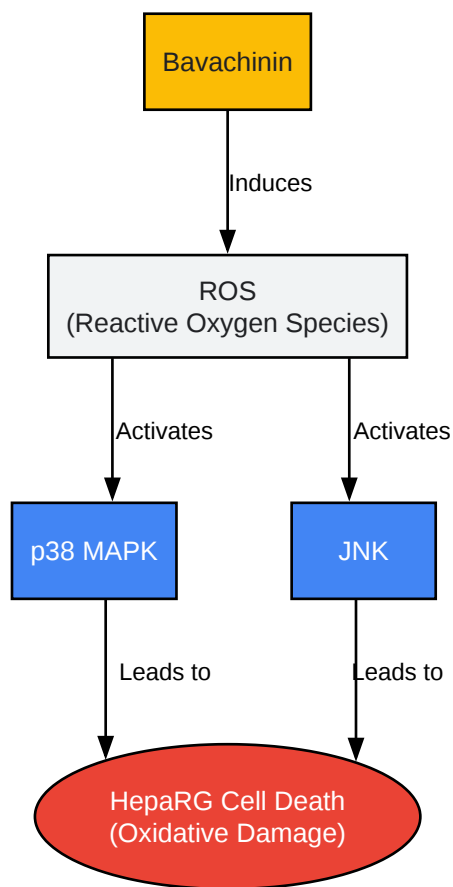 Bavachinin
Induces
ROS
(Reactive Oxygen Species)
Activates
Activates
p38 MAPK
JNK
Leads to
Leads to
HepaRG Cell Death
(Oxidative Damage)